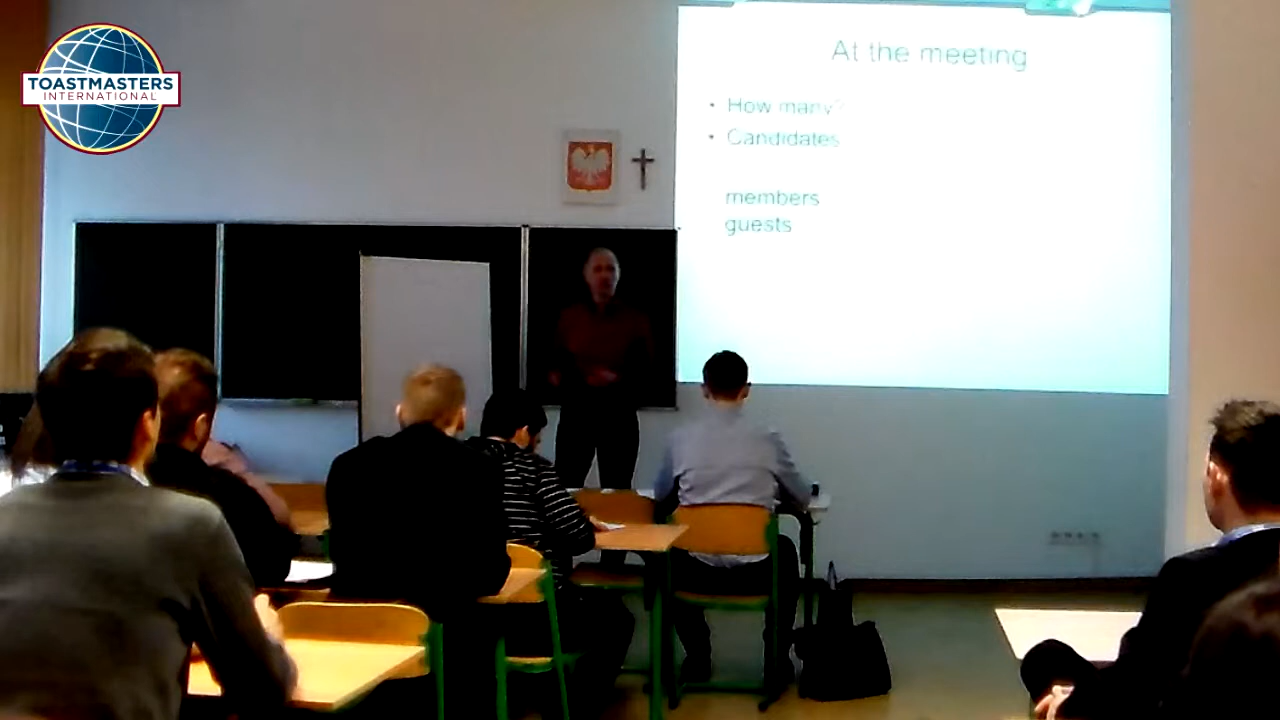 TOASTMASTERS
INTERNATIONAL
At the meeting
• How many?
• Candidates
members
guests